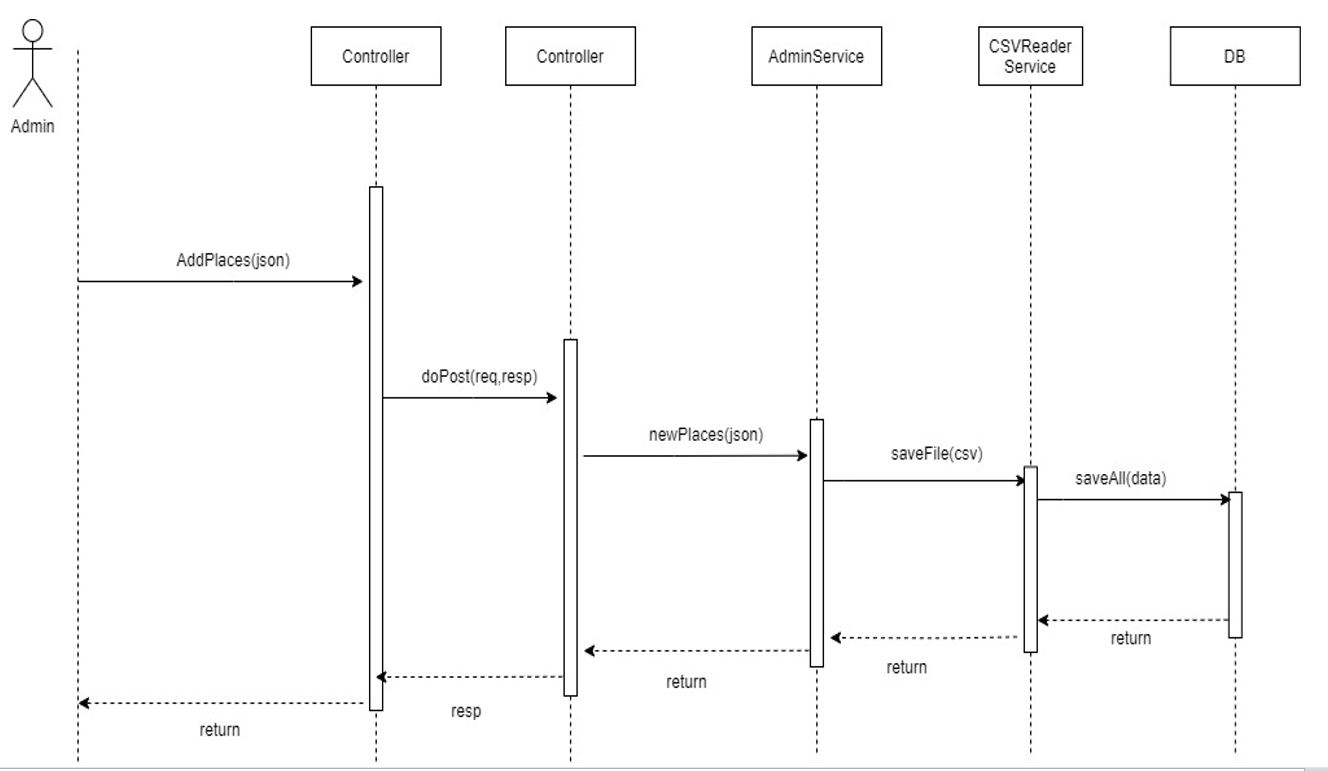 Controller
Controller
AdminService
CSVReader
Service
DB
Admin
AddPlaces(json)
doPost(req,resp)
newPlaces(json)
saveFile(csv)
saveAll(data)
return
return
return
resp
return